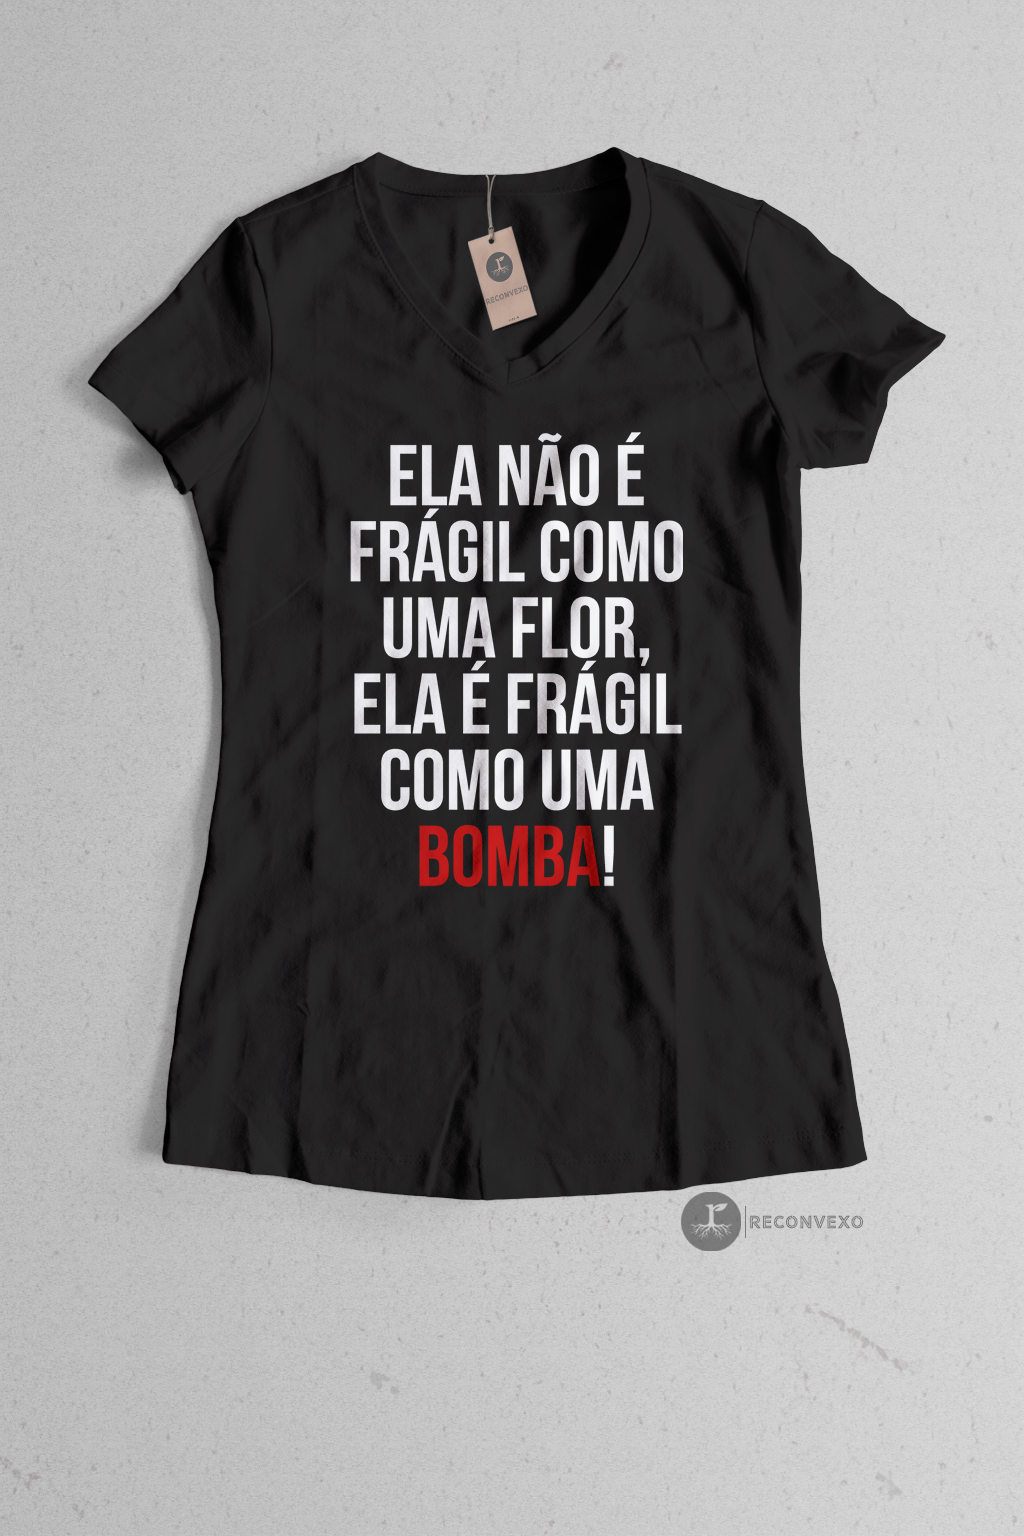 RECONVEXO
ELA NÃO É
FRÁGIL COMO
UMA FLOR,
ELA É FRÁGIL
COMO UMA
BOMBA!
RECONVEXO